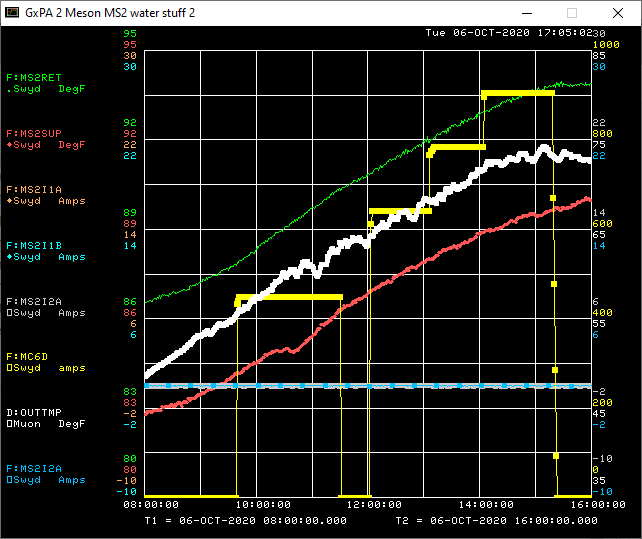 GxPA 2 Meson MS2 water stuff 2
Tue 06-OCT-2020 17:05:02
95
95
30
30
30
1000
85
30
F:MS2RET
.Swyd DegF
92
92
22
22
22
800
75
22
F:MS2SUP
♦Swyd DegF
F:MS2I1A
♦Swyd Amps
89
89
14
14
14
600
65
14
F:MS2I1B
♦Swyd Amps
86
86
6
6
6
400
55
6
F:MS2I2A
Swyd Amps
F:MC6D
Swyd amps
83
83
-2
-2
-2
200
45
-2
D:OUTTMP
Muon DegF
F:MS2I2A
Swyd Amps
80
80
-10
-10
-10
0
35
-10
08:00:00 10:00:00 12:00:00 14:00:00 16:00:00
T1 = 06-OCT-2020 08:00:00.000 T2 = 06-OCT-2020 16:00:00.000